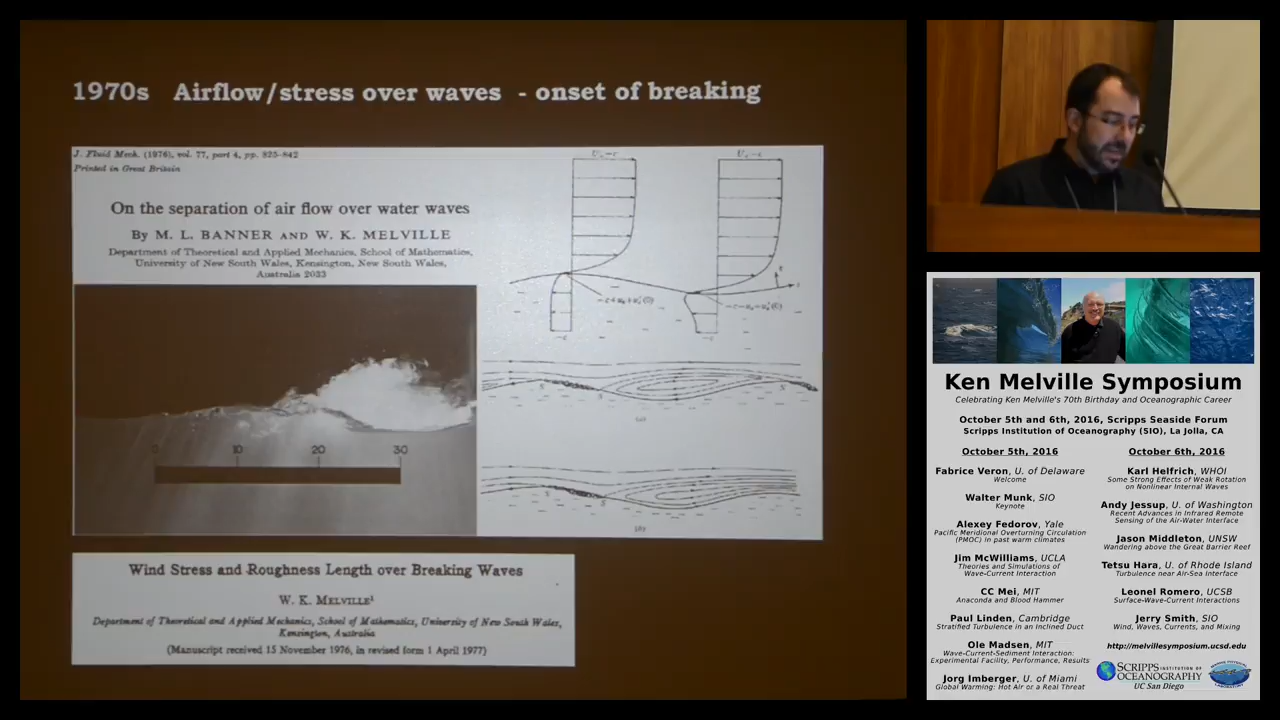 1970s Airflow/stress over waves - onset of breaking
J. Fluid Mech. (1976), vol. 77, part 4, pp. 825-842
Printed in Great Britain
On the separation of air flow over water waves
By M. L. BANNER AND W. K. MELVILLE
Department of Theoretical and Applied Mechanics, School of Mathematics,
University of New South Wales, Kensington, New South Wales,
Australia 2033
0 10 20 30
Wind Stress and Roughness Length over Breaking Waves
W. K. MELVILLE¹
Department of Theoretical and Applied Mechanics, School of Mathematics, University of New South Wales,
Kensington, Australia
(Manuscript received 15 November 1976, in revised form 1 April 1977)
Ken Melville Symposium
Celebrating Ken Melville's 70th Birthday and Oceanographic Career
October 5th and 6th, 2016, Scripps Seaside Forum
Scripps Institution of Oceanography (SIO), La Jolla, CA
October 5th, 2016
Fabrice Veron, U. of Delaware
Welcome
Walter Munk, SIO
Keynote
Alexey Fedorov, Yale
Pacific Meridional Overturning Circulation
(PMOC) in past warm climates
Jim McWilliams, UCLA
Theories and Simulations of
Wave-Current Interaction
CC Mei, MIT
Anaconda and Blood Hammer
Paul Linden, Cambridge
Stratified Turbulence in an Inclined Duct
Ole Madsen, MIT
Wave-Current-Sediment Interaction:
Experimental Facility, Performance, Results
Jorg Imberger, U. of Miami
Global Warming: Hot Air or a Real Threat
October 6th, 2016
Karl Helfrich, WHOI
Some Strong Effects of Weak Rotation
on Nonlinear Internal Waves
Andy Jessup, U. of Washington
Recent Advances in Infrared Remote
Sensing of the Air-Water Interface
Jason Middleton, UNSW
Wandering above the Great Barrier Reef
Tetsu Hara, U. of Rhode Island
Turbulence near Air-Sea Interface
Leonel Romero, UCSB
Surface-Wave-Current Interactions
Jerry Smith, SIO
Wind, Waves, Currents, and Mixing
http://melvillesymposium.ucsd.edu
SCRIPPS INSTITUTION OF
OCEANOGRAPHY
UC San Diego